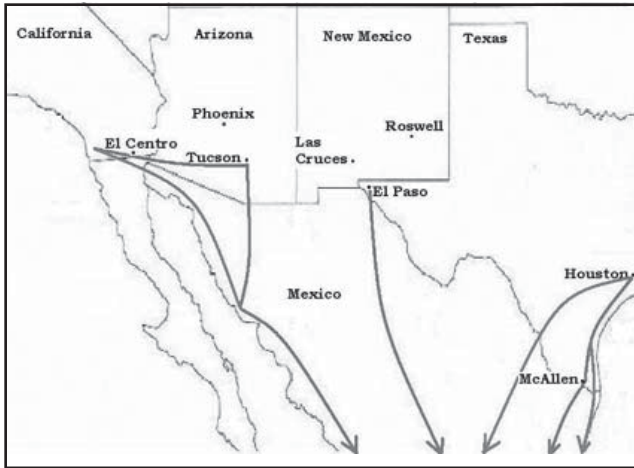 California
Arizona
New Mexico
Texas
Phoenix
Roswell
El Centro
Las
Cruces
Tucson
El Paso
Houston
Mexico
McAllen